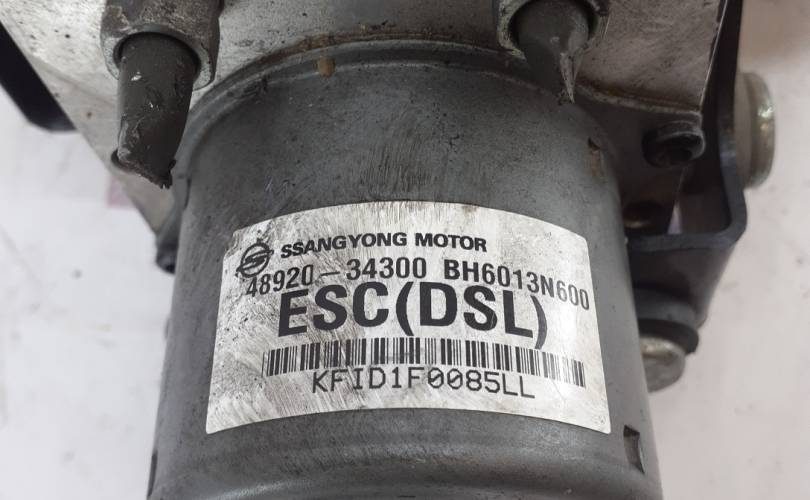 SSANGYONG MOTOR
48920-34300 BH6013N600
ESC(DSL)
KFID1F0085LL